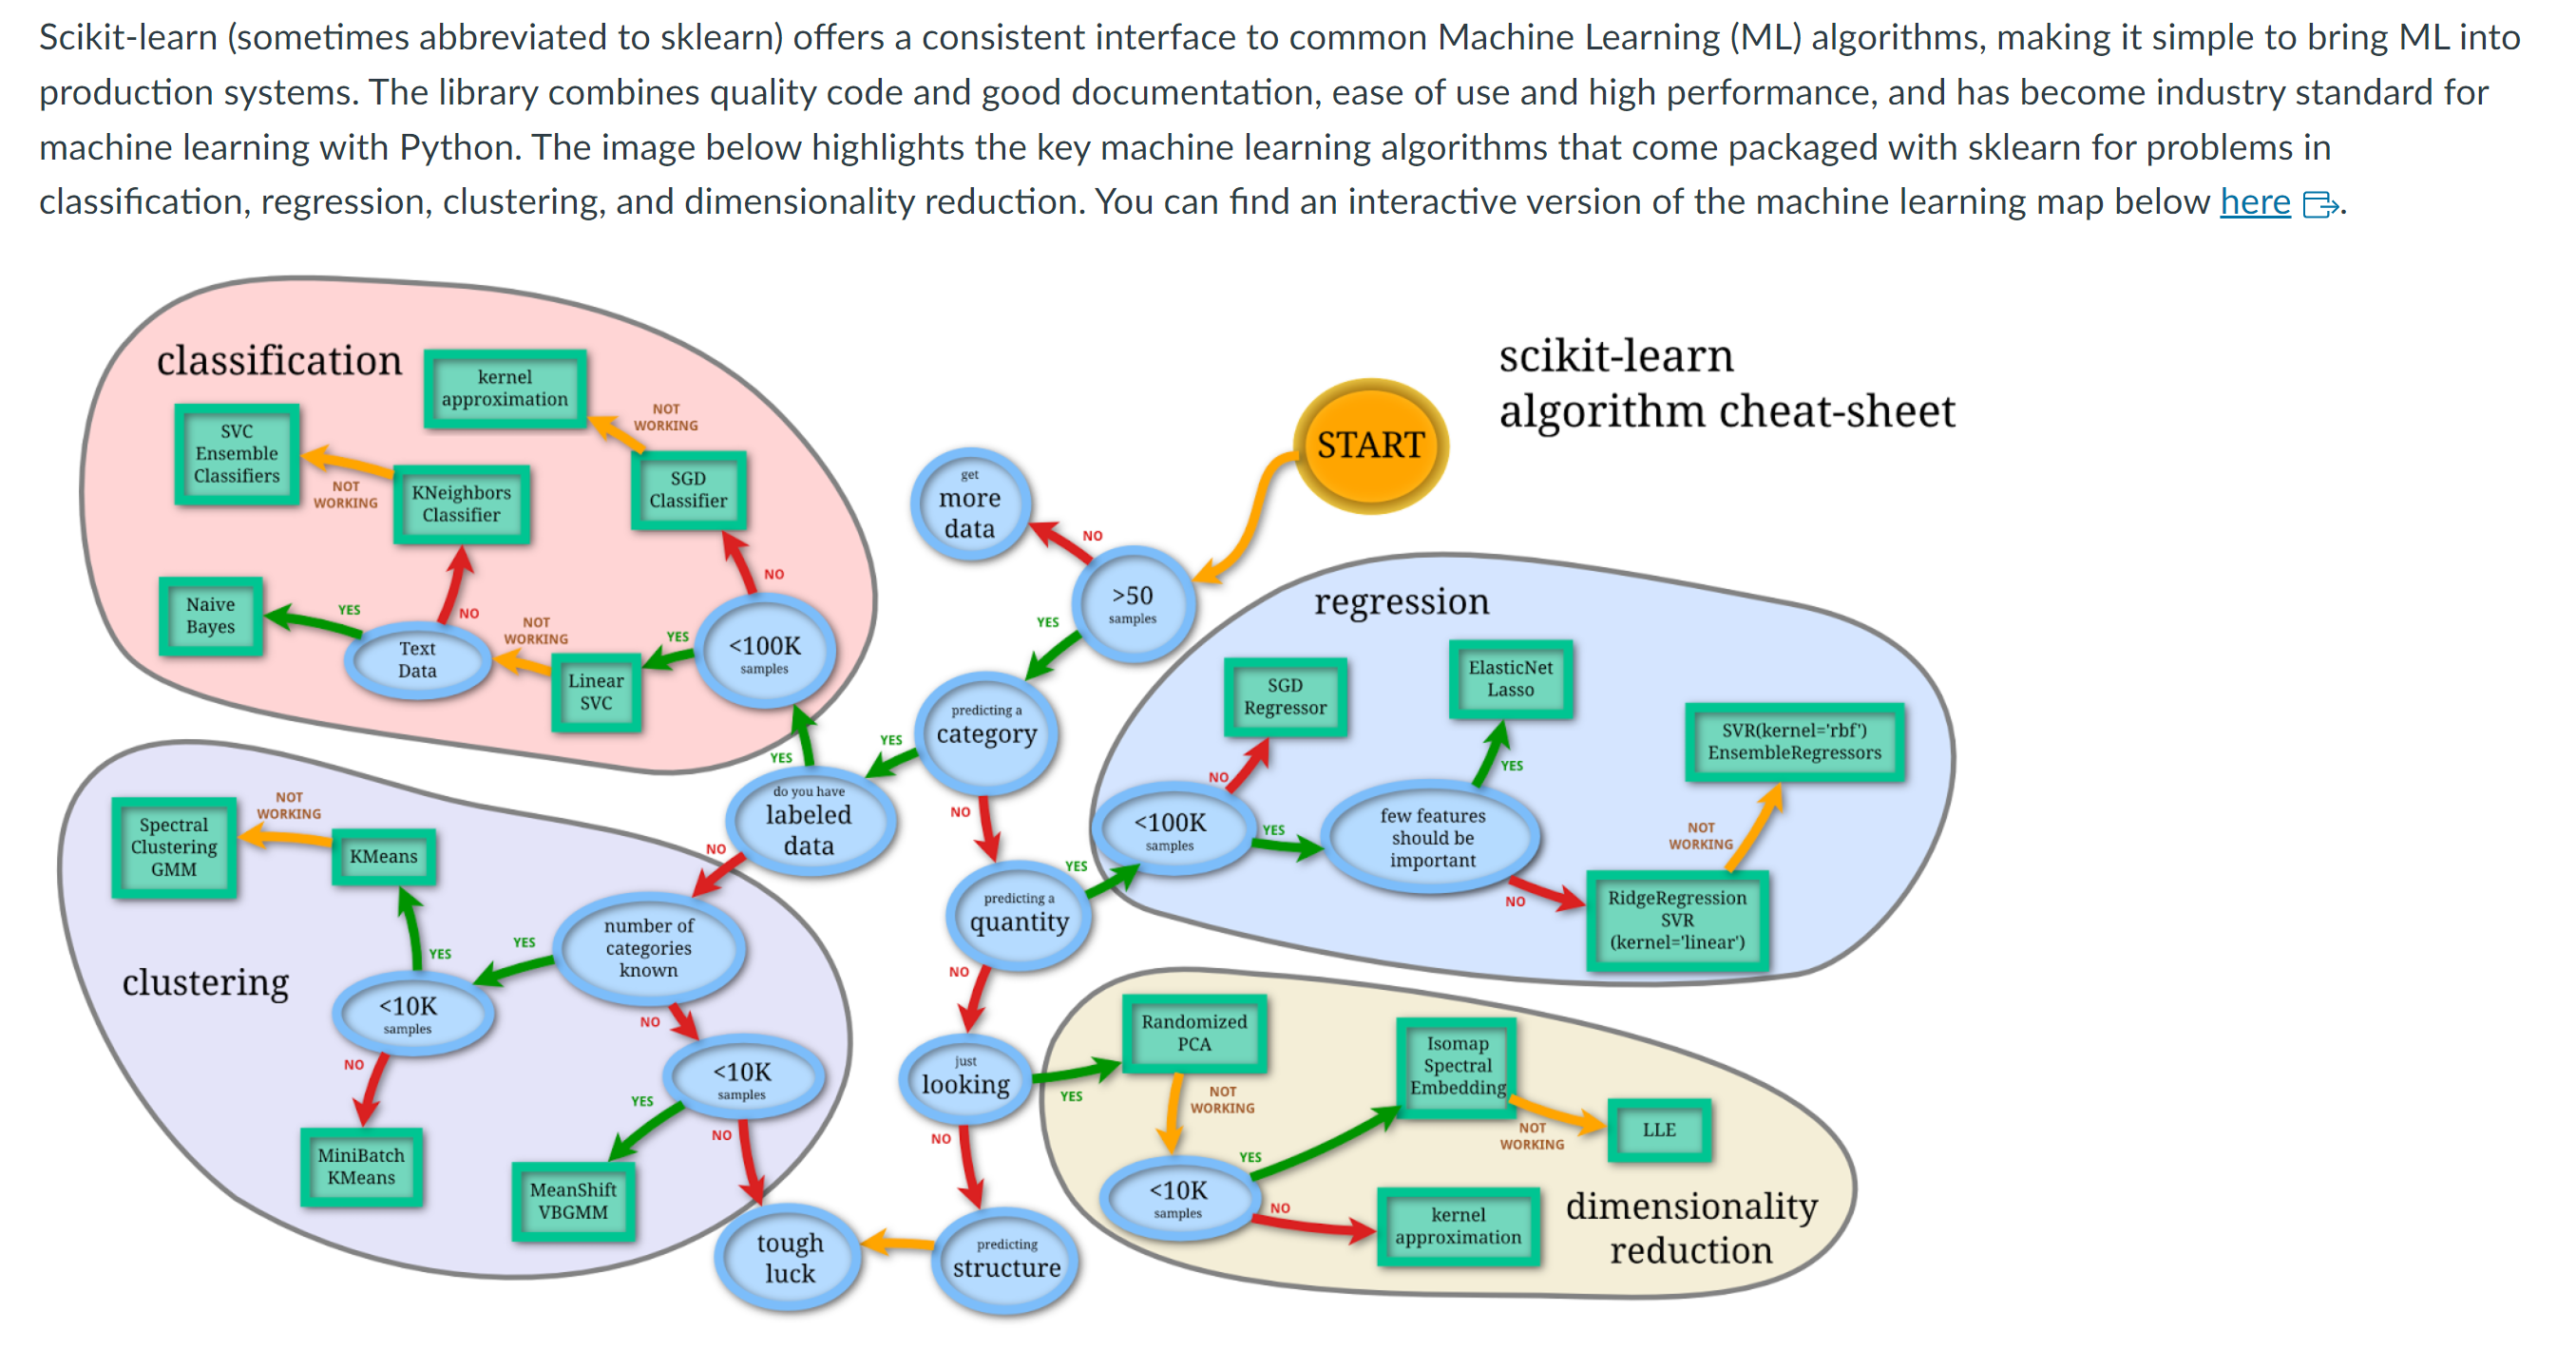 Scikit-learn (sometimes abbreviated to sklearn) offers a consistent interface to common Machine Learning (ML) algorithms, making it simple to bring ML into
production systems. The library combines quality code and good documentation, ease of use and high performance, and has become industry standard for
machine learning with Python. The image below highlights the key machine learning algorithms that come packaged with sklearn for problems in
classification, regression, clustering, and dimensionality reduction. You can find an interactive version of the machine learning map below here.
scikit-learn
algorithm cheat-sheet
START
get
more
data
NO
>50
samples
YES
predicting a
category
YES
NO
do you have
labeled
data
YES
NO
predicting a
quantity
YES
NO
just
looking
YES
NO
predicting
structure
tough
luck
classification
kernel
approximation
NOT
WORKING
SVC
Ensemble
Classifiers
NOT
WORKING
KNeighbors
Classifier
SGD
Classifier
NO
Naive
Bayes
YES
NO
Text
Data
NOT
WORKING
Linear
SVC
YES
<100K
samples
clustering
Spectral
Clustering
GMM
NOT
WORKING
KMeans
YES
YES
number of
categories
known
NO
<10K
samples
NO
MiniBatch
KMeans
<10K
samples
YES
NO
MeanShift
VBGMM
regression
SGD
Regressor
NO
ElasticNet
Lasso
YES
SVR(kernel='rbf')
EnsembleRegressors
<100K
samples
YES
few features
should be
important
NO
NOT
WORKING
RidgeRegression
SVR
(kernel='linear')
dimensionality
reduction
Randomized
PCA
NOT
WORKING
Isomap
Spectral
Embedding
NOT
WORKING
LLE
YES
<10K
samples
NO
kernel
approximation